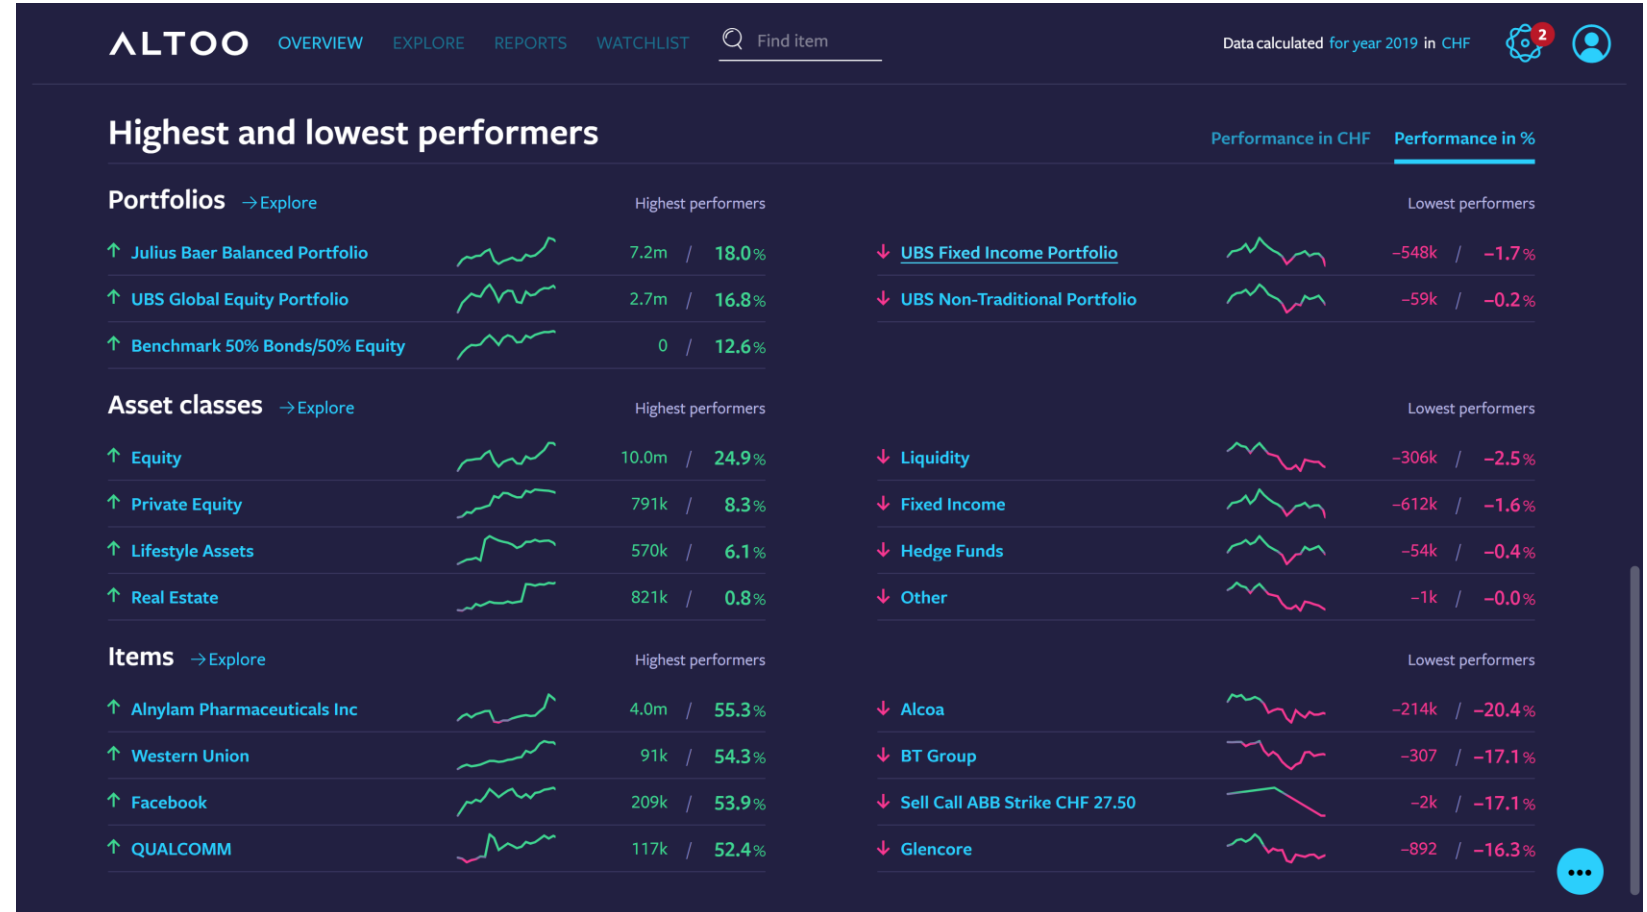 ALTOO OVERVIEW EXPLORE REPORTS WATCHLIST Find item Data calculated for year 2019 in CHF 2
Highest and lowest performers Performance in CHF Performance in %
Portfolios →Explore Highest performers Lowest performers
↑ Julius Baer Balanced Portfolio 7.2m / 18.0% ↓ UBS Fixed Income Portfolio –548k / –1.7%
↑ UBS Global Equity Portfolio 2.7m / 16.8% ↓ UBS Non-Traditional Portfolio –59k / –0.2%
↑ Benchmark 50% Bonds/50% Equity 0 / 12.6%
Asset classes →Explore Highest performers Lowest performers
↑ Equity 10.0m / 24.9% ↓ Liquidity –306k / –2.5%
↑ Private Equity 791k / 8.3% ↓ Fixed Income –612k / –1.6%
↑ Lifestyle Assets 570k / 6.1% ↓ Hedge Funds –54k / –0.4%
↑ Real Estate 821k / 0.8% ↓ Other –1k / –0.0%
Items →Explore Highest performers Lowest performers
↑ Alnylam Pharmaceuticals Inc 4.0m / 55.3% ↓ Alcoa –214k / –20.4%
↑ Western Union 91k / 54.3% ↓ BT Group –307 / –17.1%
↑ Facebook 209k / 53.9% ↓ Sell Call ABB Strike CHF 27.50 –2k / –17.1%
↑ QUALCOMM 117k / 52.4% ↓ Glencore –892 / –16.3%